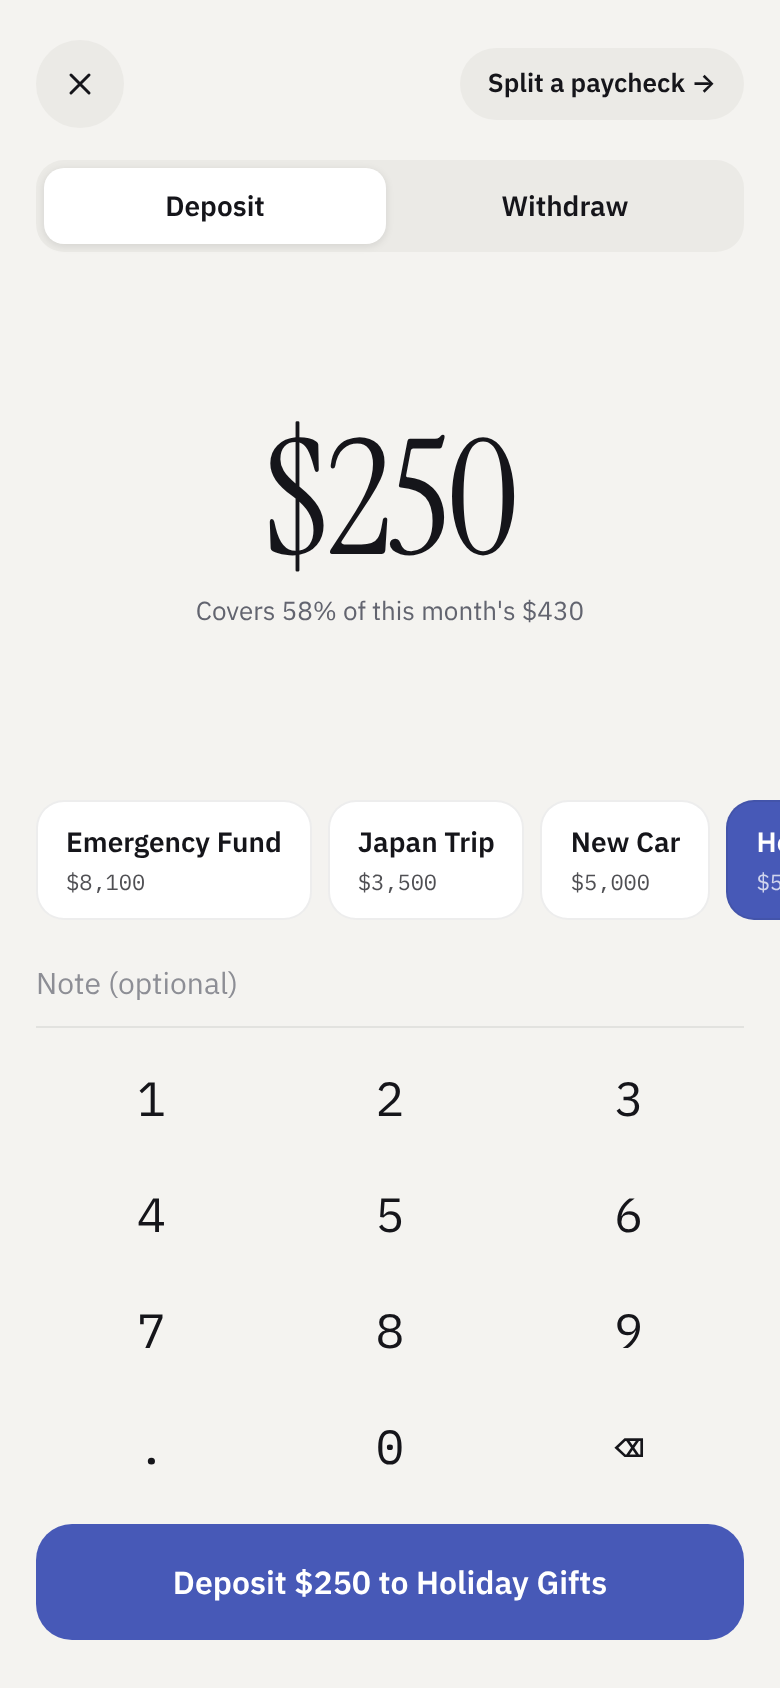 Split a paycheck →
Deposit
Withdraw
$250
Covers 58% of this month's $430
Emergency Fund
$8,100
Japan Trip
$3,500
New Car
$5,000
Note (optional)
1 2 3
4 5 6
7 8 9
. 0 ⌫
Deposit $250 to Holiday Gifts